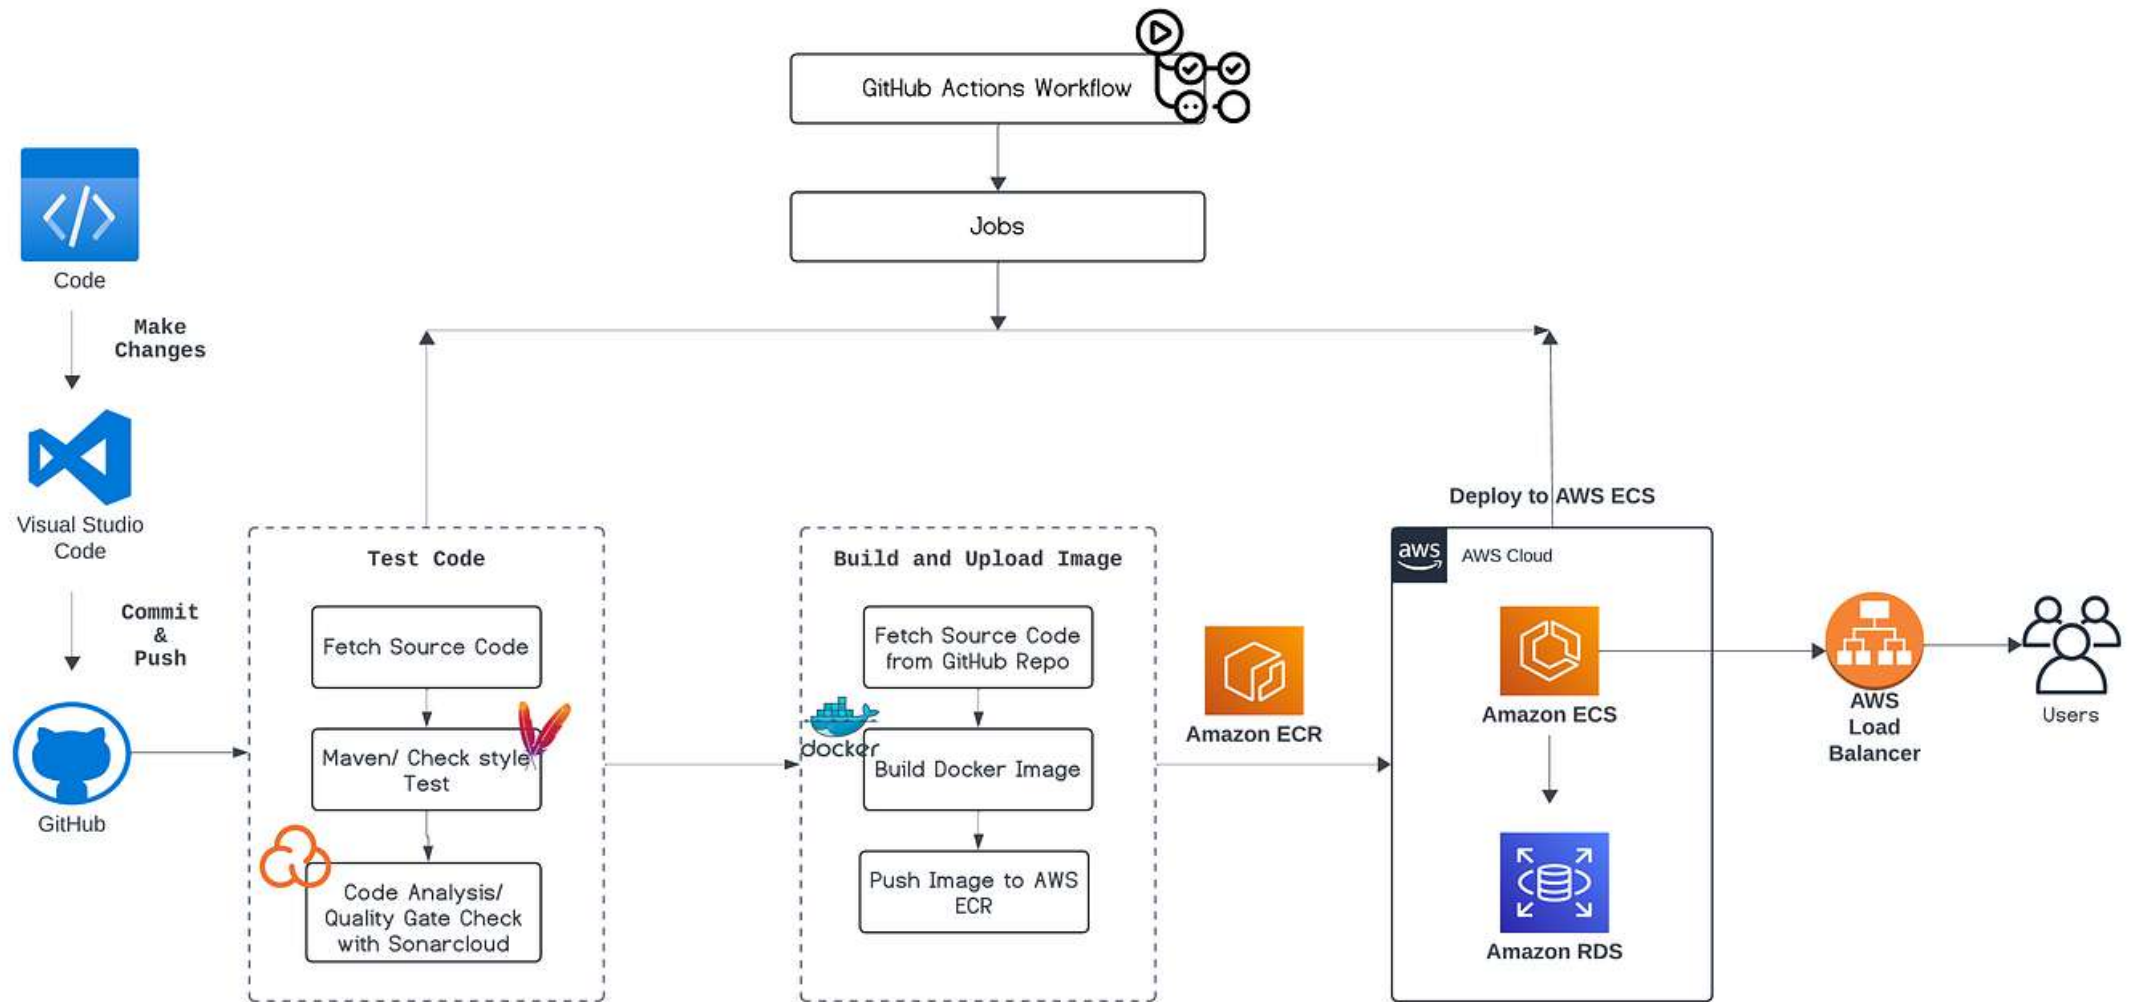 GitHub Actions Workflow
Jobs
Code
Make
Changes
Visual Studio
Code
Commit
&
Push
GitHub
Test Code
Fetch Source Code
Maven/ Check style
Test
Code Analysis/
Quality Gate Check
with Sonarcloud
Build and Upload Image
Fetch Source Code
from GitHub Repo
docker
Build Docker Image
Push Image to AWS
ECR
Amazon ECR
Deploy to AWS ECS
aws
AWS Cloud
Amazon ECS
Amazon RDS
AWS
Load
Balancer
Users